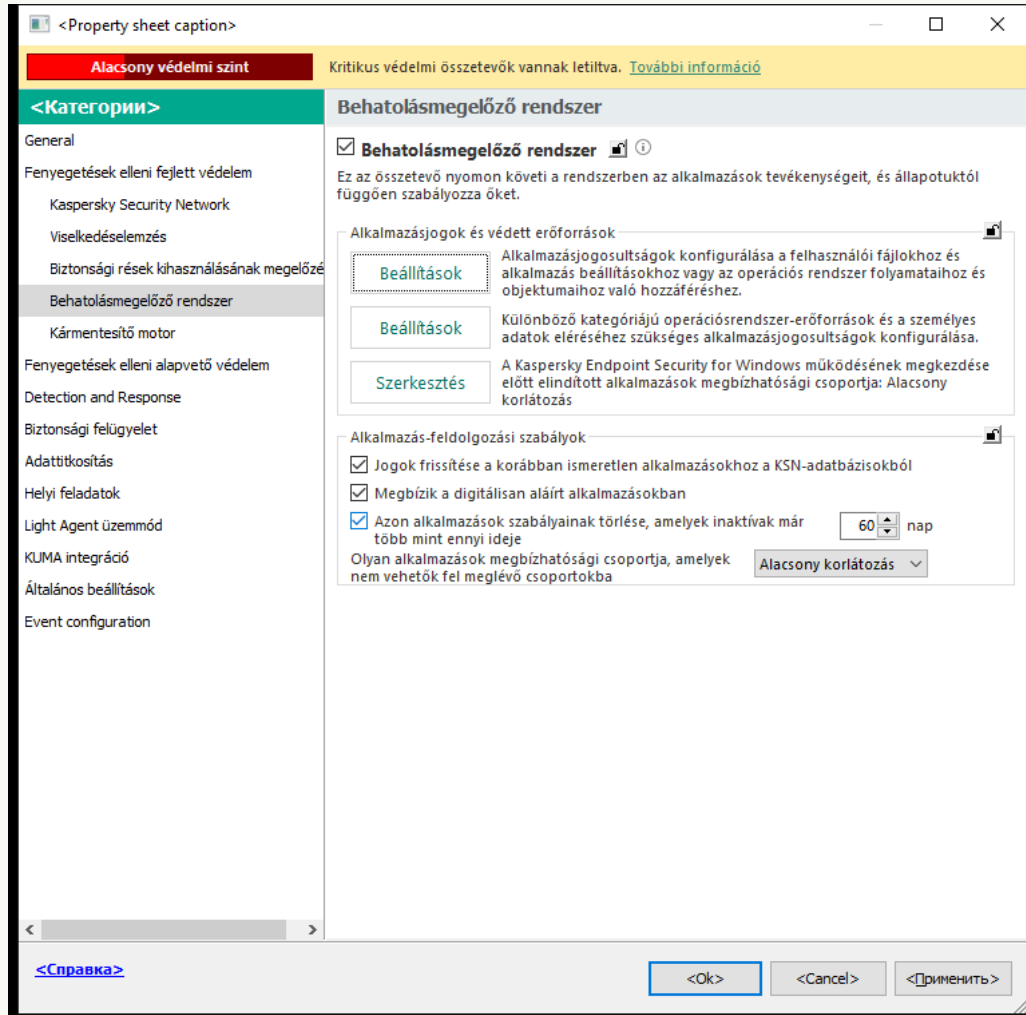 <Property sheet caption>
Alacsony védelmi szint
Kritikus védelmi összetevők vannak letiltva. További információ
<Категории>
General
Fenyegetések elleni fejlett védelem
Kaspersky Security Network
Viselkedéselemzés
Biztonsági rések kihasználásának megelőzé
Behatolásmegelőző rendszer
Kármentesítő motor
Fenyegetések elleni alapvető védelem
Detection and Response
Biztonsági felügyelet
Adattitkosítás
Helyi feladatok
Light Agent üzemmód
KUMA integráció
Általános beállítások
Event configuration
Behatolásmegelőző rendszer
Behatolásmegelőző rendszer
Ez az összetevő nyomon követi a rendszerben az alkalmazások tevékenységeit, és állapotuktól
függően szabályozza őket.
Alkalmazásjogok és védett erőforrások
Beállítások
Alkalmazásjogosultságok konfigurálása a felhasználói fájlokhoz és
alkalmazás beállításokhoz vagy az operációs rendszer folyamataihoz és
objektumaihoz való hozzáféréshez.
Beállítások
Különböző kategóriájú operációsrendszer-erőforrások és a személyes
adatok eléréséhez szükséges alkalmazásjogosultságok konfigurálása.
Szerkesztés
A Kaspersky Endpoint Security for Windows működésének megkezdése
előtt elindított alkalmazások megbízhatósági csoportja: Alacsony
korlátozás
Alkalmazás-feldolgozási szabályok
Jogok frissítése a korábban ismeretlen alkalmazásokhoz a KSN-adatbázisokból
Megbízik a digitálisan aláírt alkalmazásokban
Azon alkalmazások szabályainak törlése, amelyek inaktívak már
több mint ennyi ideje
60 nap
Olyan alkalmazások megbízhatósági csoportja, amelyek
nem vehetők fel meglévő csoportokba
Alacsony korlátozás
<Справка>
<Ok>
<Cancel>
<Применить>